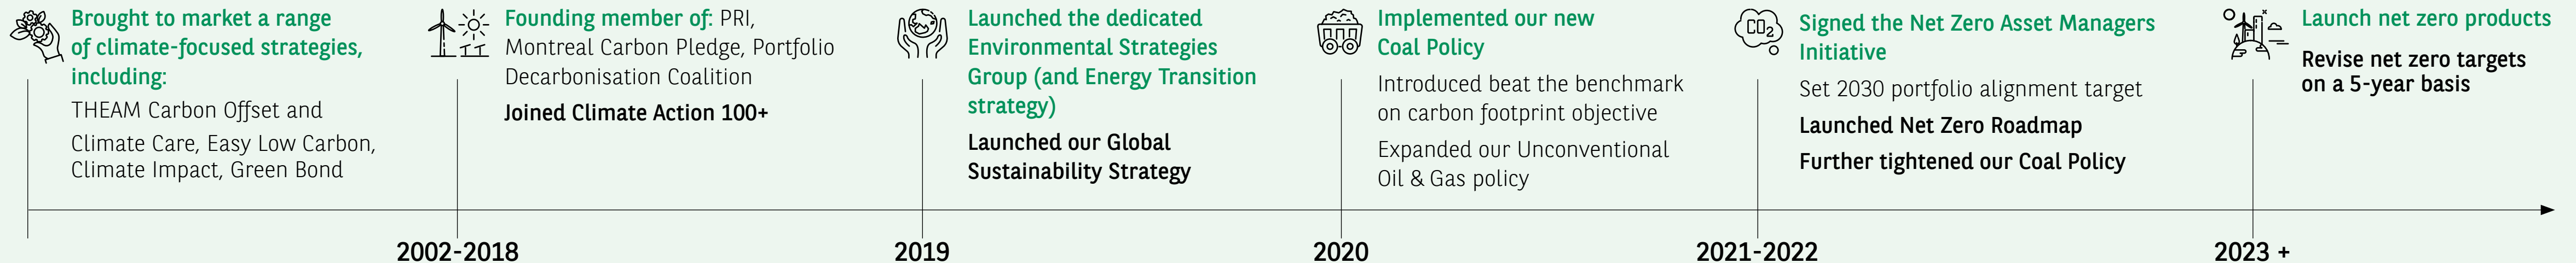 Brought to market a range
of climate-focused strategies,
including:
THEAM Carbon Offset and
Climate Care, Easy Low Carbon,
Climate Impact, Green Bond
Founding member of: PRI,
Montreal Carbon Pledge, Portfolio
Decarbonisation Coalition
Joined Climate Action 100+
Launched the dedicated
Environmental Strategies
Group (and Energy Transition
strategy)
Launched our Global
Sustainability Strategy
Implemented our new
Coal Policy
Introduced beat the benchmark
on carbon footprint objective
Expanded our Unconventional
Oil & Gas policy
CO2
Signed the Net Zero Asset Managers
Initiative
Set 2030 portfolio alignment target
Launched Net Zero Roadmap
Further tightened our Coal Policy
Launch net zero products
Revise net zero targets
on a 5-year basis
2002-2018
2019
2020
2021-2022
2023 +